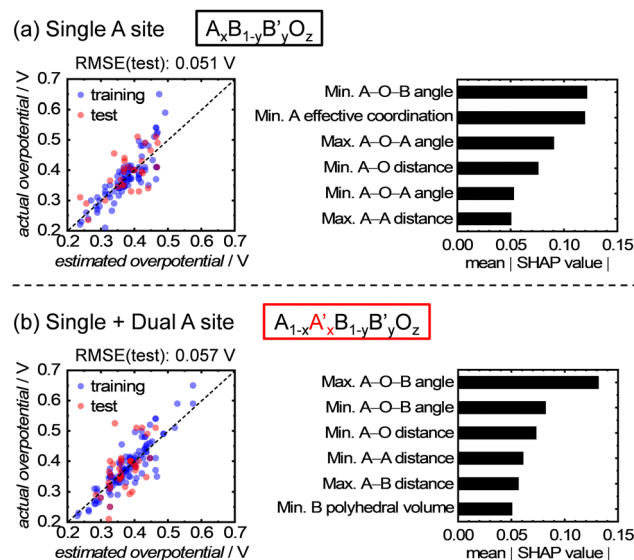 (a) Single A site AₓB₁₋yB'yO_z
RMSE(test): 0.051 V
actual overpotential / V
0.7
0.6
0.5
0.4
0.3
0.2
training
test
0.2 0.3 0.4 0.5 0.6 0.7
estimated overpotential / V
Min. A–O–B angle
Min. A effective coordination
Max. A–O–A angle
Min. A–O distance
Min. A–O–A angle
Max. A–A distance
0.00 0.05 0.10 0.15
mean | SHAP value |
(b) Single + Dual A site A₁₋ₓA'ₓB₁₋yB'yO_z
RMSE(test): 0.057 V
actual overpotential / V
0.7
0.6
0.5
0.4
0.3
0.2
training
test
0.2 0.3 0.4 0.5 0.6 0.7
estimated overpotential / V
Max. A–O–B angle
Min. A–O–B angle
Min. A–O distance
Min. A–A distance
Max. A–B distance
Min. B polyhedral volume
0.00 0.05 0.10 0.15
mean | SHAP value |